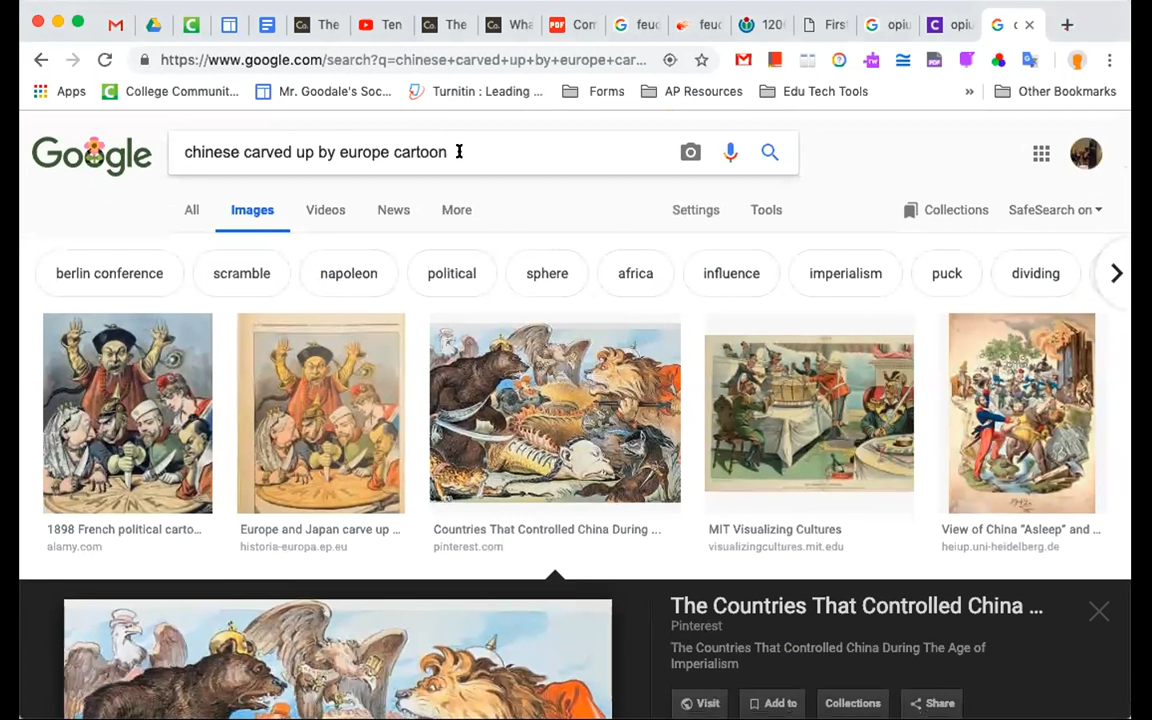 The
Ten
The
Wha
PDF
Con
feuc
feuc
120
Firs
opiu
opiu
https://www.google.com/search?q=chinese+carved+up+by+europe+car...
Apps
College Communit...
Mr. Goodale's Soc...
Turnitin : Leading ...
Forms
AP Resources
Edu Tech Tools
»
Other Bookmarks
Google
chinese carved up by europe cartoon
All
Images
Videos
News
More
Settings
Tools
Collections
SafeSearch on
berlin conference
scramble
napoleon
political
sphere
africa
influence
imperialism
puck
dividing
1898 French political carto...
alamy.com
Europe and Japan carve up ...
historia-europa.ep.eu
Countries That Controlled China During ...
pinterest.com
MIT Visualizing Cultures
visualizingcultures.mit.edu
View of China “Asleep” and ...
heiup.uni-heidelberg.de
The Countries That Controlled China ...
Pinterest
The Countries That Controlled China During The Age of
Imperialism
Visit
Add to
Collections
Share